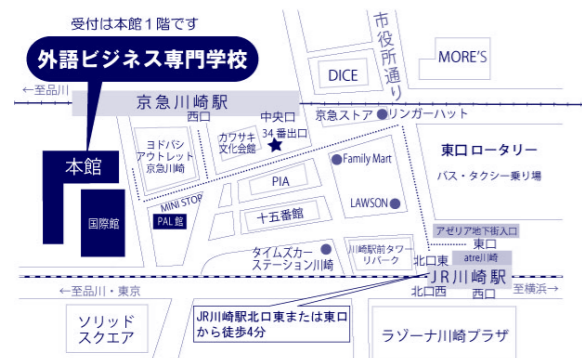 受付は本館１階です
外語ビジネス専門学校
市役所通り
MORE'S
DICE
←至品川
京急川崎駅
西口
中央口
34番出口
京急ストア
リンガーハット
ヨドバシ
アウトレット
京急川崎
カワサキ
文化会館
東口 ロータリー
バス・タクシー乗り場
本館
国際館
MINI STOP
PAL館
PIA
十五番館
Family Mart
LAWSON
アゼリア地下街入口
東口
タイムズカー
ステーション川崎
川崎駅前タワー
リパーク
北口東
atre川崎
JR川崎駅
北口西
西口
←至品川・東京
至横浜→
JR川崎駅北口東または東口
から徒歩4分
ソリッド
スクエア
ラゾーナ川崎プラザ